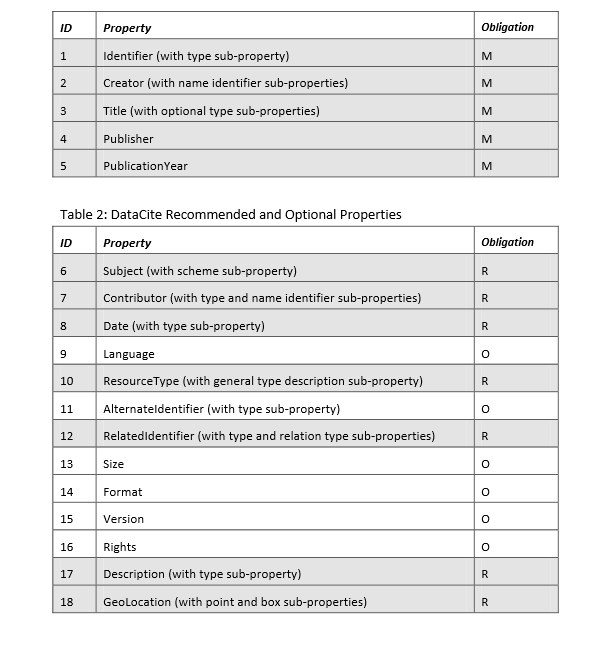 ID Property Obligation
1 Identifier (with type sub-property) M
2 Creator (with name identifier sub-properties) M
3 Title (with optional type sub-properties) M
4 Publisher M
5 PublicationYear M
Table 2: DataCite Recommended and Optional Properties
ID Property Obligation
6 Subject (with scheme sub-property) R
7 Contributor (with type and name identifier sub-properties) R
8 Date (with type sub-property) R
9 Language O
10 ResourceType (with general type description sub-property) R
11 AlternateIdentifier (with type sub-property) O
12 RelatedIdentifier (with type and relation type sub-properties) R
13 Size O
14 Format O
15 Version O
16 Rights O
17 Description (with type sub-property) R
18 GeoLocation (with point and box sub-properties) R